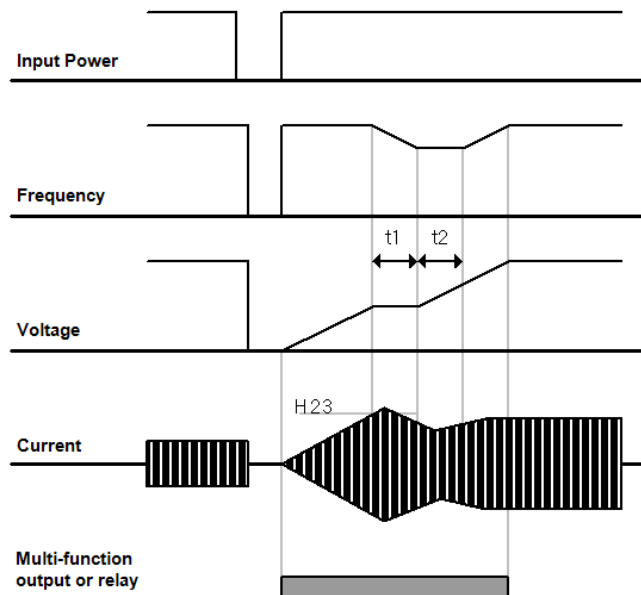 Input Power
Frequency
t1
t2
Voltage
H23
Current
Multi-function
output or relay